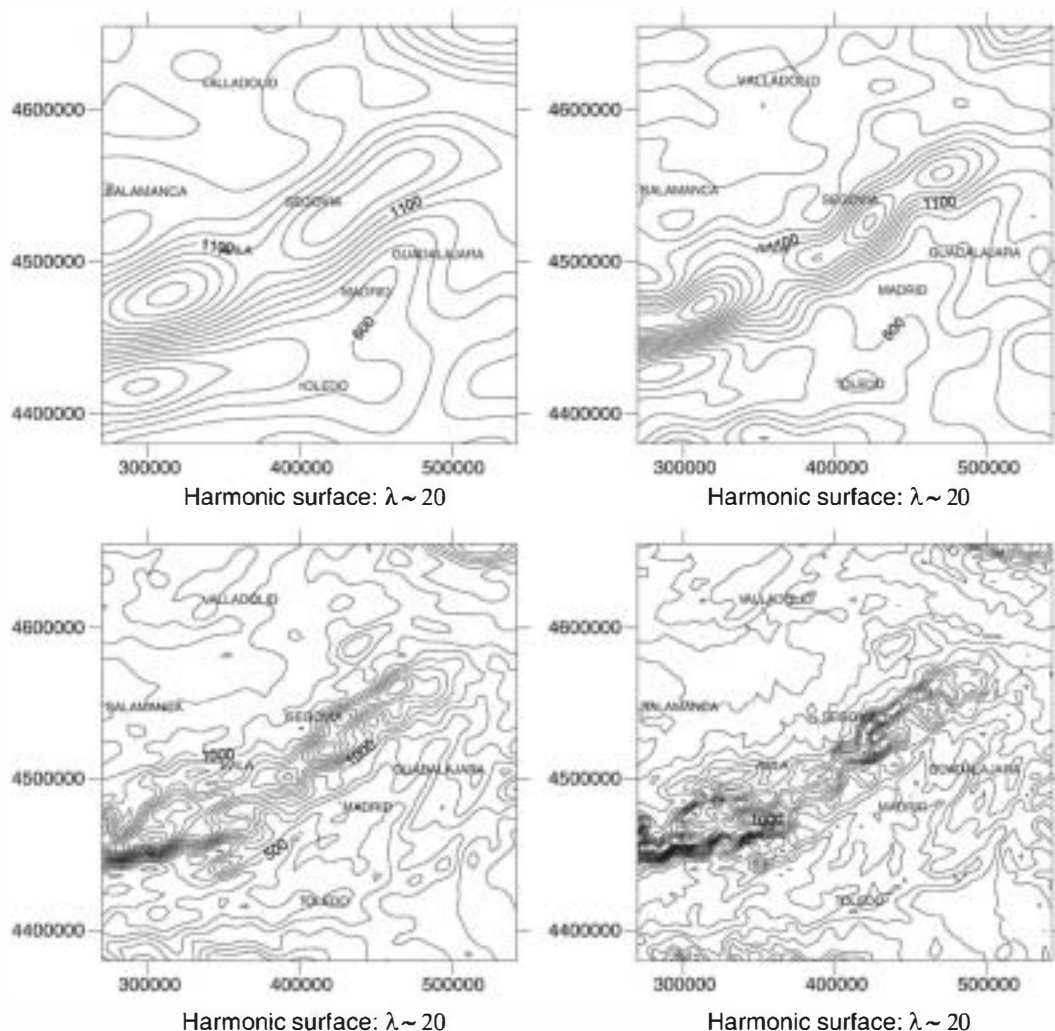 4600000
VALLADOLID
SALAMANCA
SEGOVIA
1100
1100
AVILA
4500000
GUADALAJARA
MADRID
600
TOLEDO
4400000
300000 400000 500000
Harmonic surface: λ ~ 20
4600000
VALLADOLID
SALAMANCA
SEGOVIA
1100
4500000
GUADALAJARA
MADRID
600
TOLEDO
4400000
300000 400000 500000
Harmonic surface: λ ~ 20
4600000
VALLADOLID
SALAMANCA
SEGOVIA
1000
1000
AVILA
4500000
GUADALAJARA
MADRID
500
TOLEDO
4400000
300000 400000 500000
Harmonic surface: λ ~ 20
4600000
VALLADOLID
SALAMANCA
SEGOVIA
AVILA
4500000
GUADALAJARA
MADRID
1000
TOLEDO
4400000
300000 400000 500000
Harmonic surface: λ ~ 20